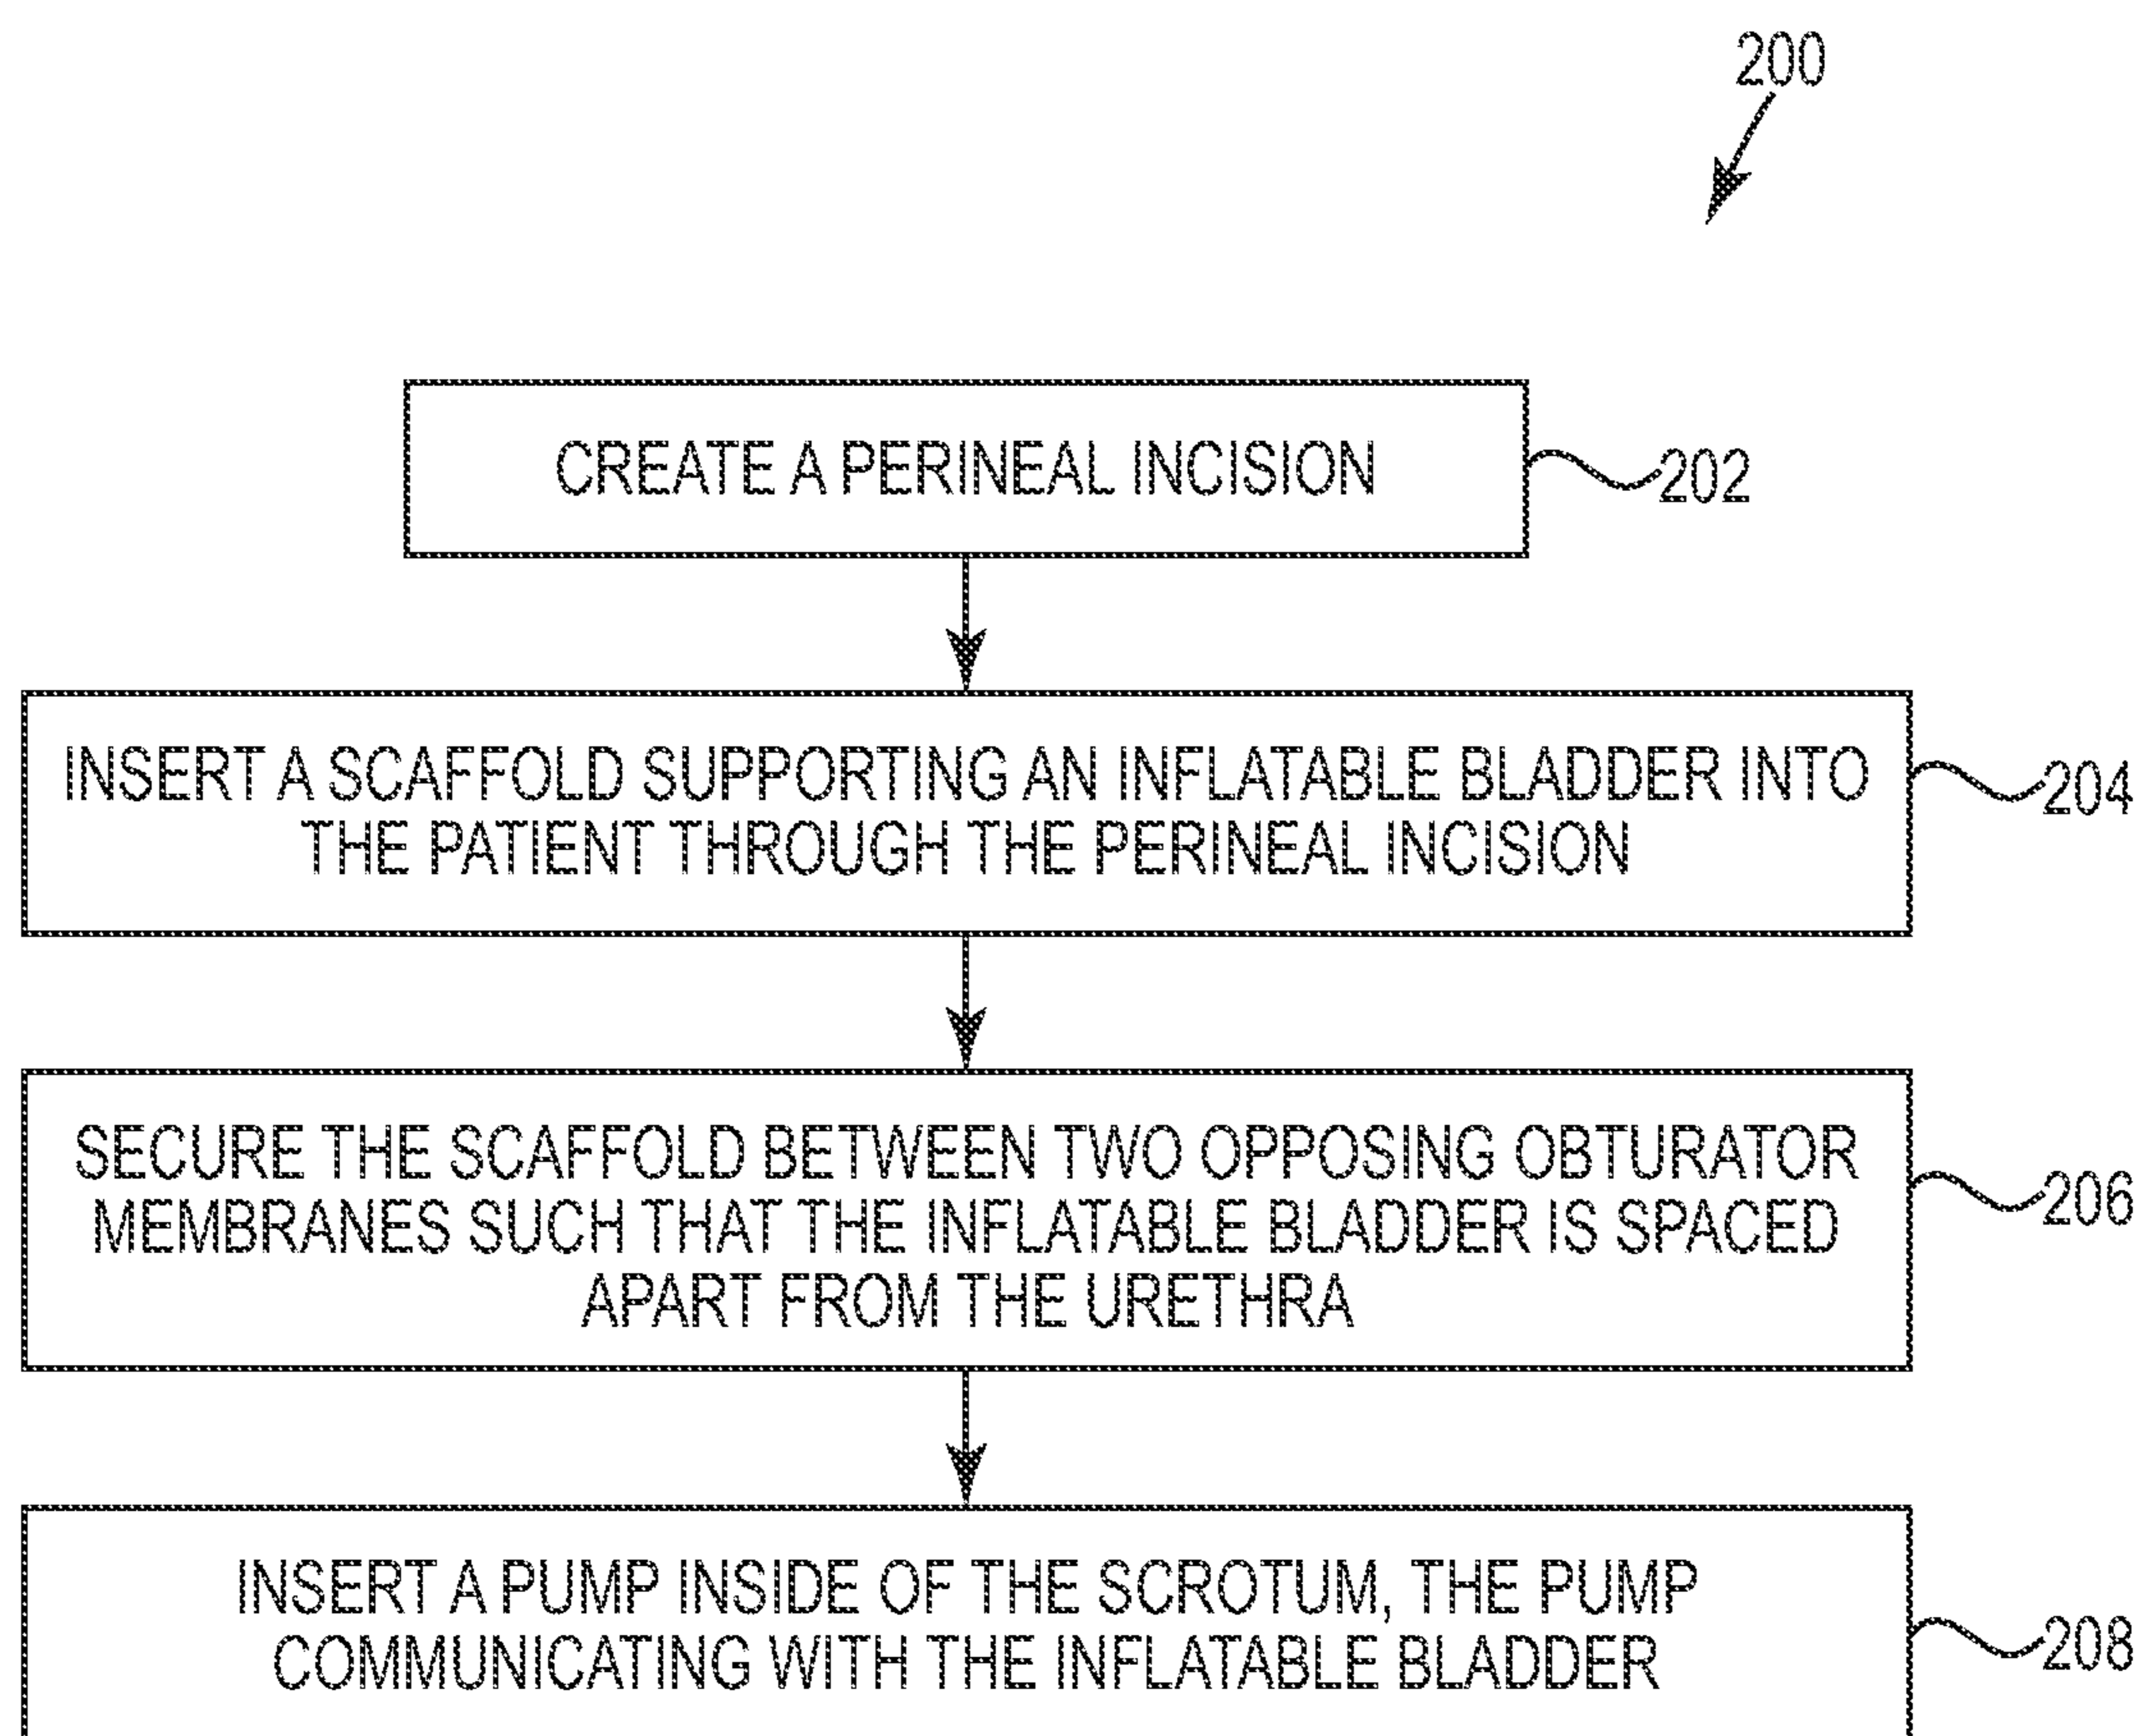 200
CREATE A PERINEAL INCISION
202
INSERT A SCAFFOLD SUPPORTING AN INFLATABLE BLADDER INTO
THE PATIENT THROUGH THE PERINEAL INCISION
204
SECURE THE SCAFFOLD BETWEEN TWO OPPOSING OBTURATOR
MEMBRANES SUCH THAT THE INFLATABLE BLADDER IS SPACED
APART FROM THE URETHRA
206
INSERT A PUMP INSIDE OF THE SCROTUM, THE PUMP
COMMUNICATING WITH THE INFLATABLE BLADDER
208